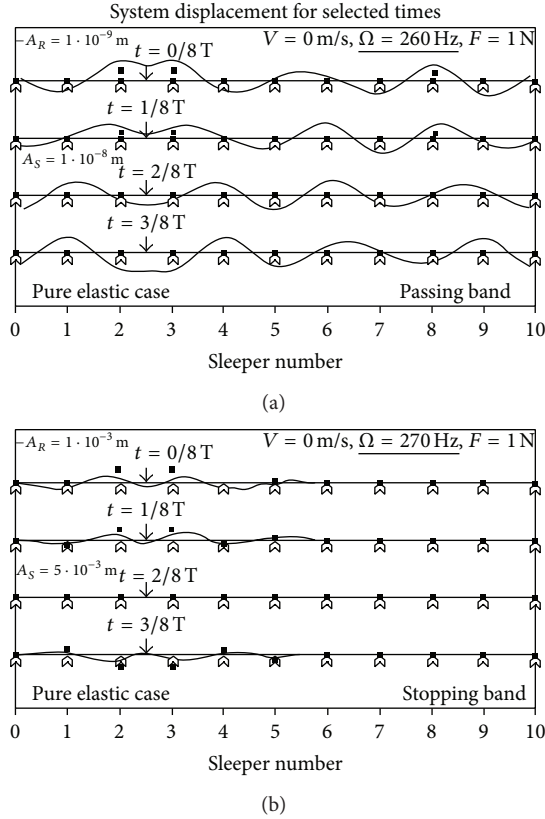 System displacement for selected times
−A_R = 1 · 10⁻⁹ m
t = 0/8 T
V = 0 m/s, Ω = 260 Hz, F = 1 N
t = 1/8 T
A_S = 1 · 10⁻⁸ m
t = 2/8 T
t = 3/8 T
Pure elastic case
Passing band
0 1 2 3 4 5 6 7 8 9 10
Sleeper number
(a)
−A_R = 1 · 10⁻³ m
t = 0/8 T
V = 0 m/s, Ω = 270 Hz, F = 1 N
t = 1/8 T
A_S = 5 · 10⁻³ m
t = 2/8 T
t = 3/8 T
Pure elastic case
Stopping band
0 1 2 3 4 5 6 7 8 9 10
Sleeper number
(b)